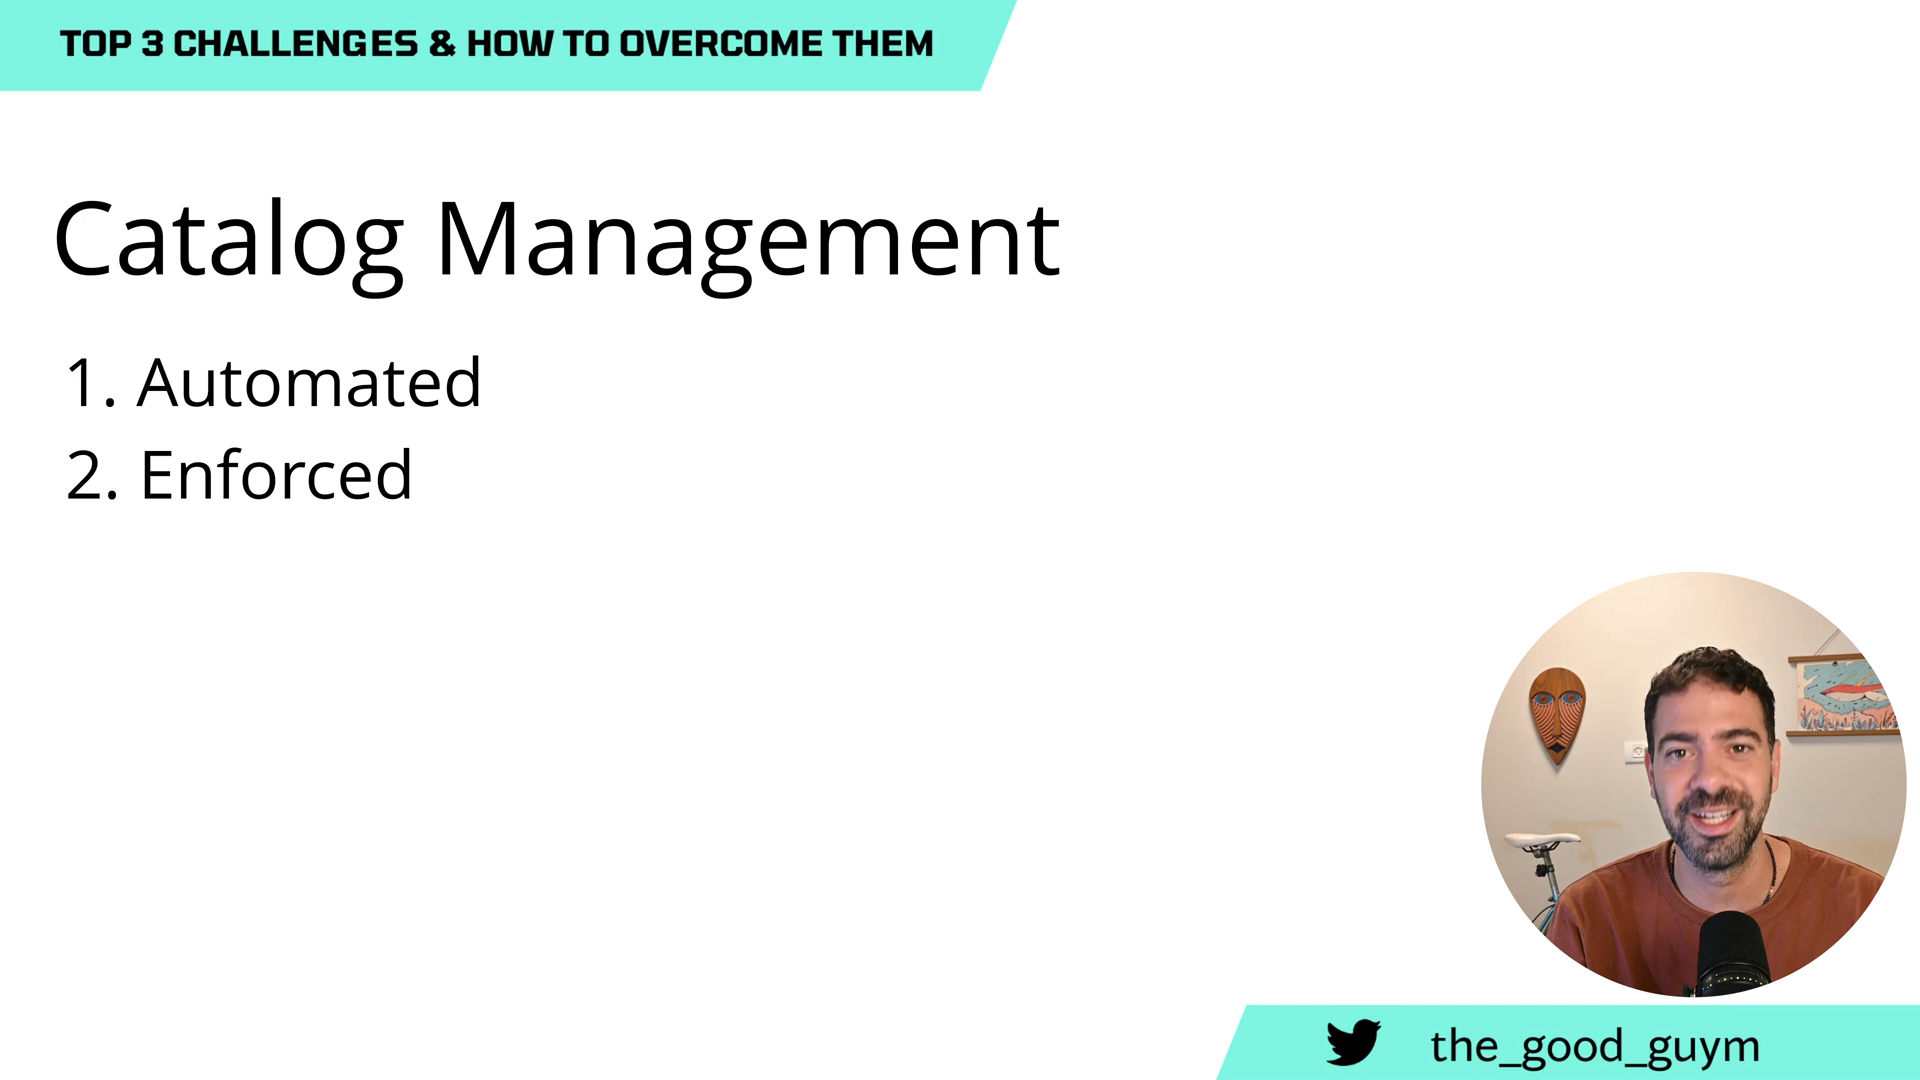 TOP 3 CHALLENGES & HOW TO OVERCOME THEM
Catalog Management
1. Automated
2. Enforced
the_good_guym